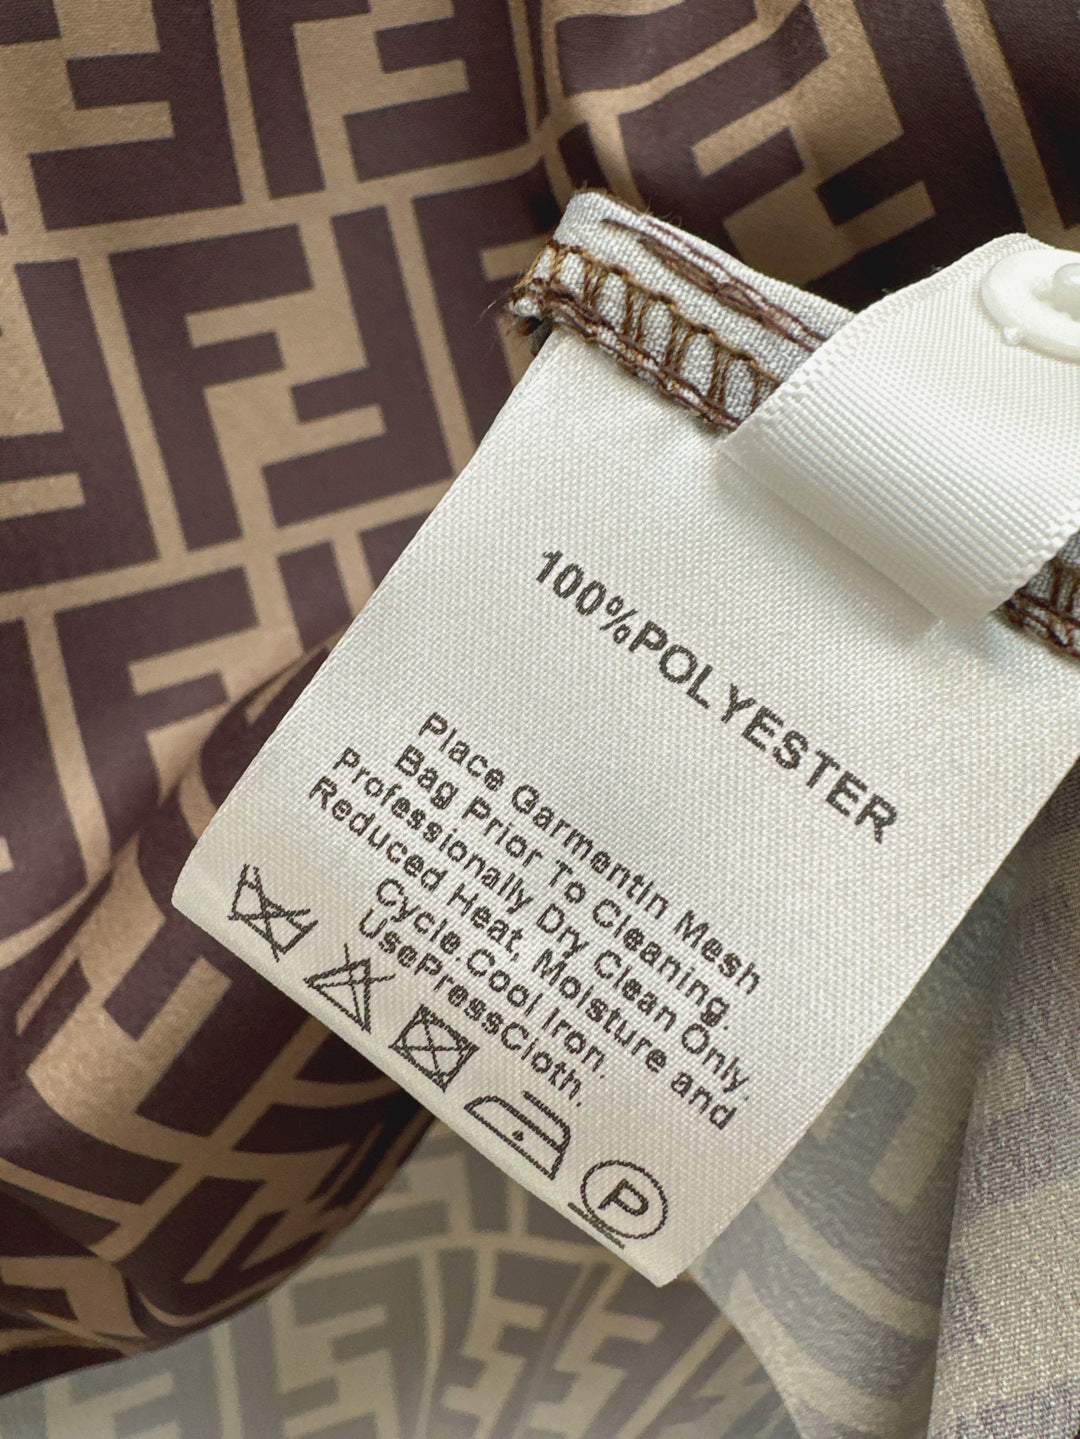 100%POLYESTER
Place Garmentin Mesh
Bag Prior To Cleaning.
Professionally Dry Clean Only.
Reduced Heat, Moisture and
Cycle.Cool Iron.
UsePressCloth.
P